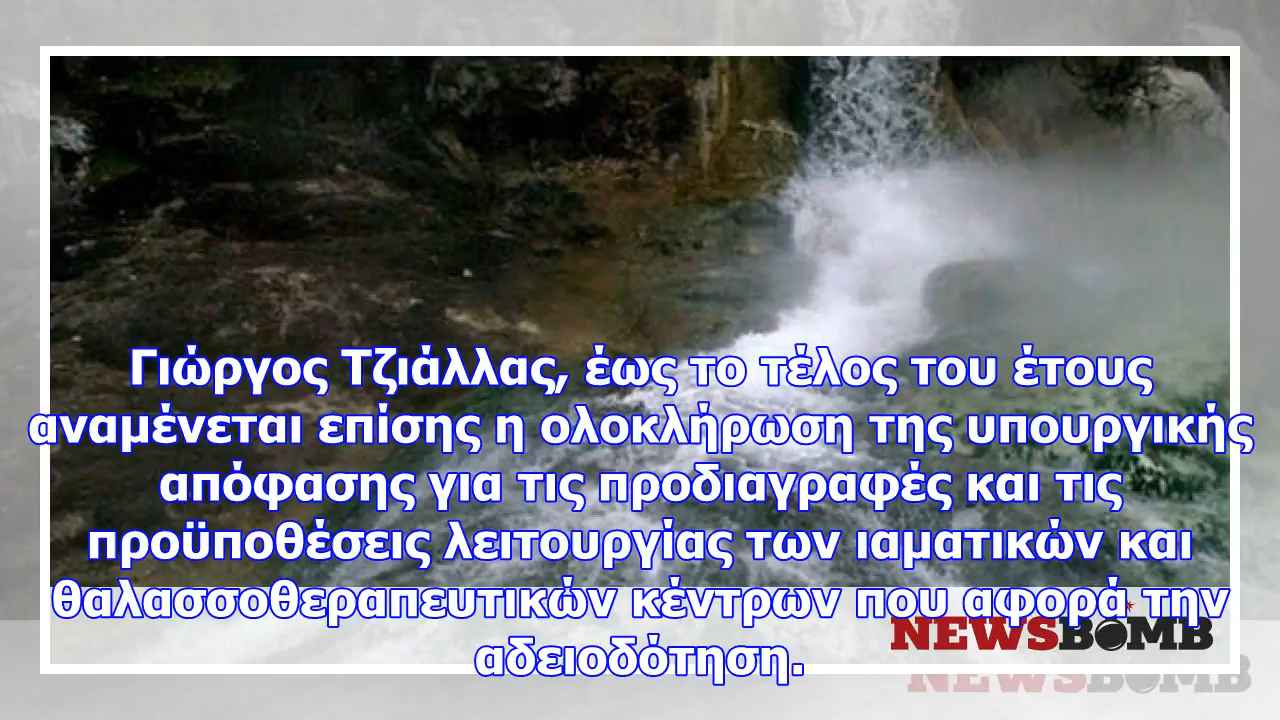 Γιώργος Τζιάλλας, έως το τέλος του έτους
αναμένεται επίσης η ολοκλήρωση της υπουργικής
απόφασης για τις προδιαγραφές και τις
προϋποθέσεις λειτουργίας των ιαματικών και
θαλασσοθεραπευτικών κέντρων που αφορά την
αδειοδότηση.
NEWSBOMB
NEWSBOMB